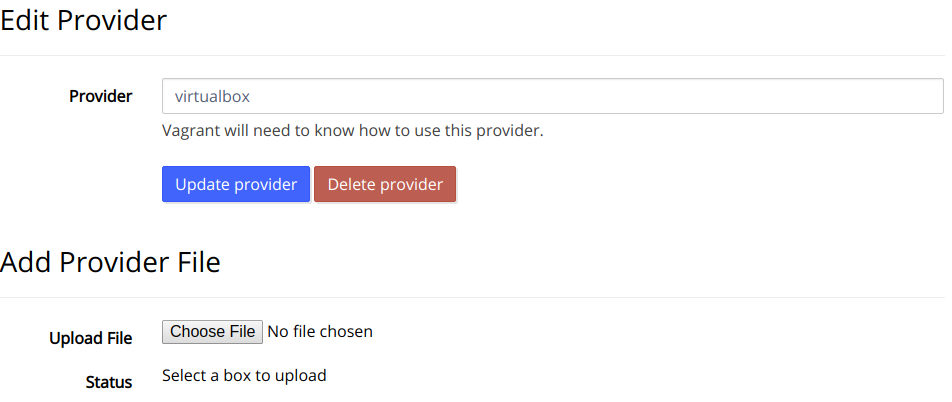 Edit Provider
Provider
virtualbox
Vagrant will need to know how to use this provider.
Update provider Delete provider
Add Provider File
Upload File
Choose File No file chosen
Status
Select a box to upload